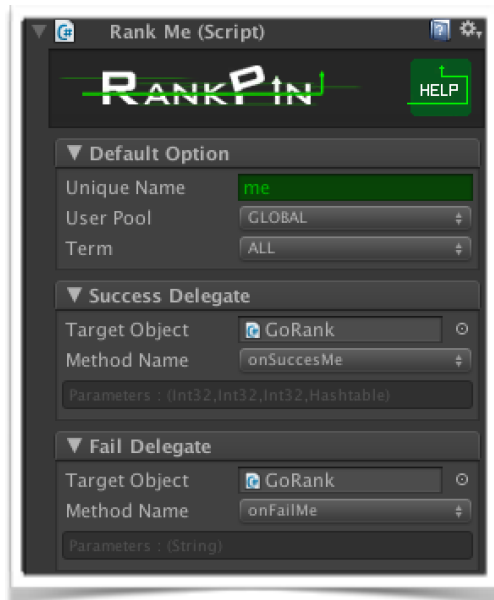 Rank Me (Script)
RANKPIN
HELP
▼ Default Option
Unique Name me
User Pool GLOBAL
Term ALL
▼ Success Delegate
Target Object GoRank
Method Name onSuccesMe
Parameters : (Int32,Int32,Int32,Hashtable)
▼ Fail Delegate
Target Object GoRank
Method Name onFailMe
Parameters : (String)